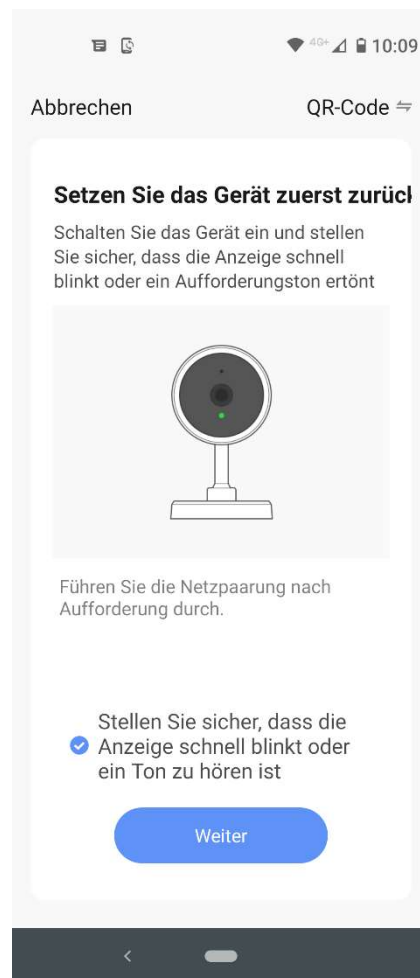 4G+ 10:09
Abbrechen QR-Code
Setzen Sie das Gerät zuerst zurück
Schalten Sie das Gerät ein und stellen
Sie sicher, dass die Anzeige schnell
blinkt oder ein Aufforderungston ertönt
Führen Sie die Netzpaarung nach
Aufforderung durch.
Stellen Sie sicher, dass die
Anzeige schnell blinkt oder
ein Ton zu hören ist
Weiter